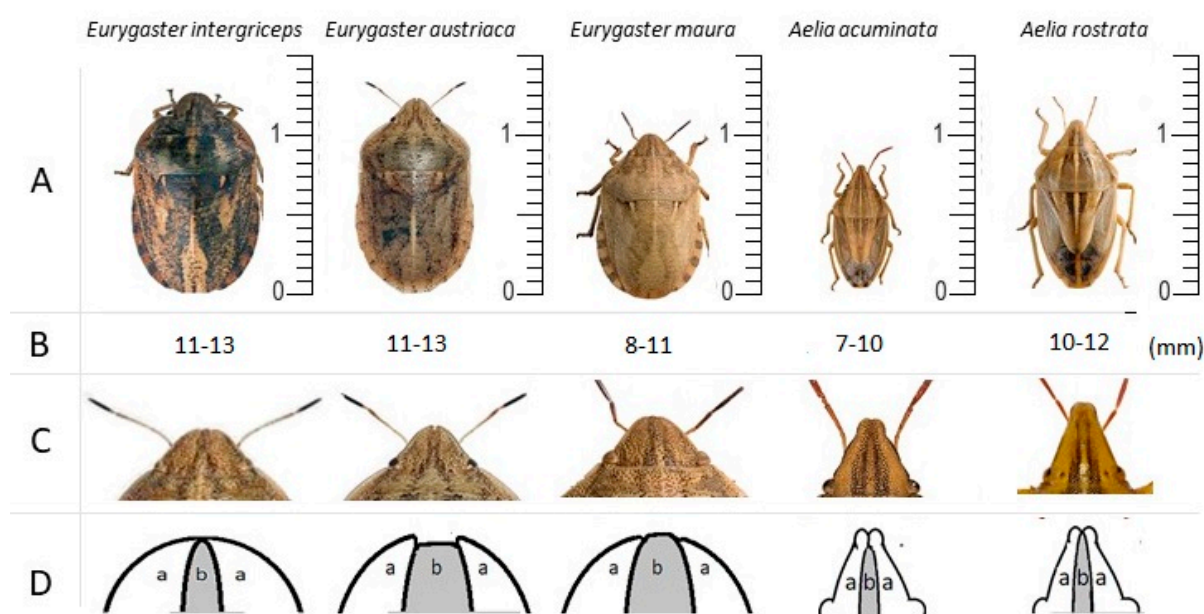 Eurygaster intergriceps Eurygaster austriaca Eurygaster maura Aelia acuminata Aelia rostrata
A 1 1 1 1 1
0 0 0 0 0
B 11-13 11-13 8-11 7-10 10-12 (mm)
C
D a b a a b a a b a a b a a b a